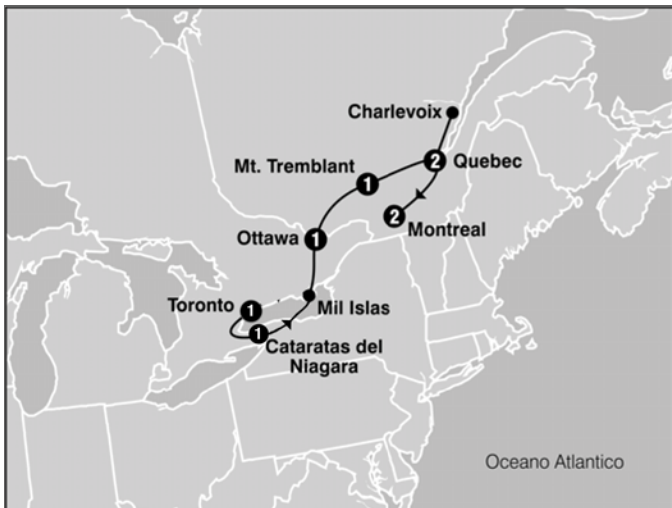 Charlevoix
2 Quebec
Mt. Tremblant
1
2
Montreal
Ottawa 1
Toronto 1
Mil Islas
1
Cataratas del
Niagara
Oceano Atlantico